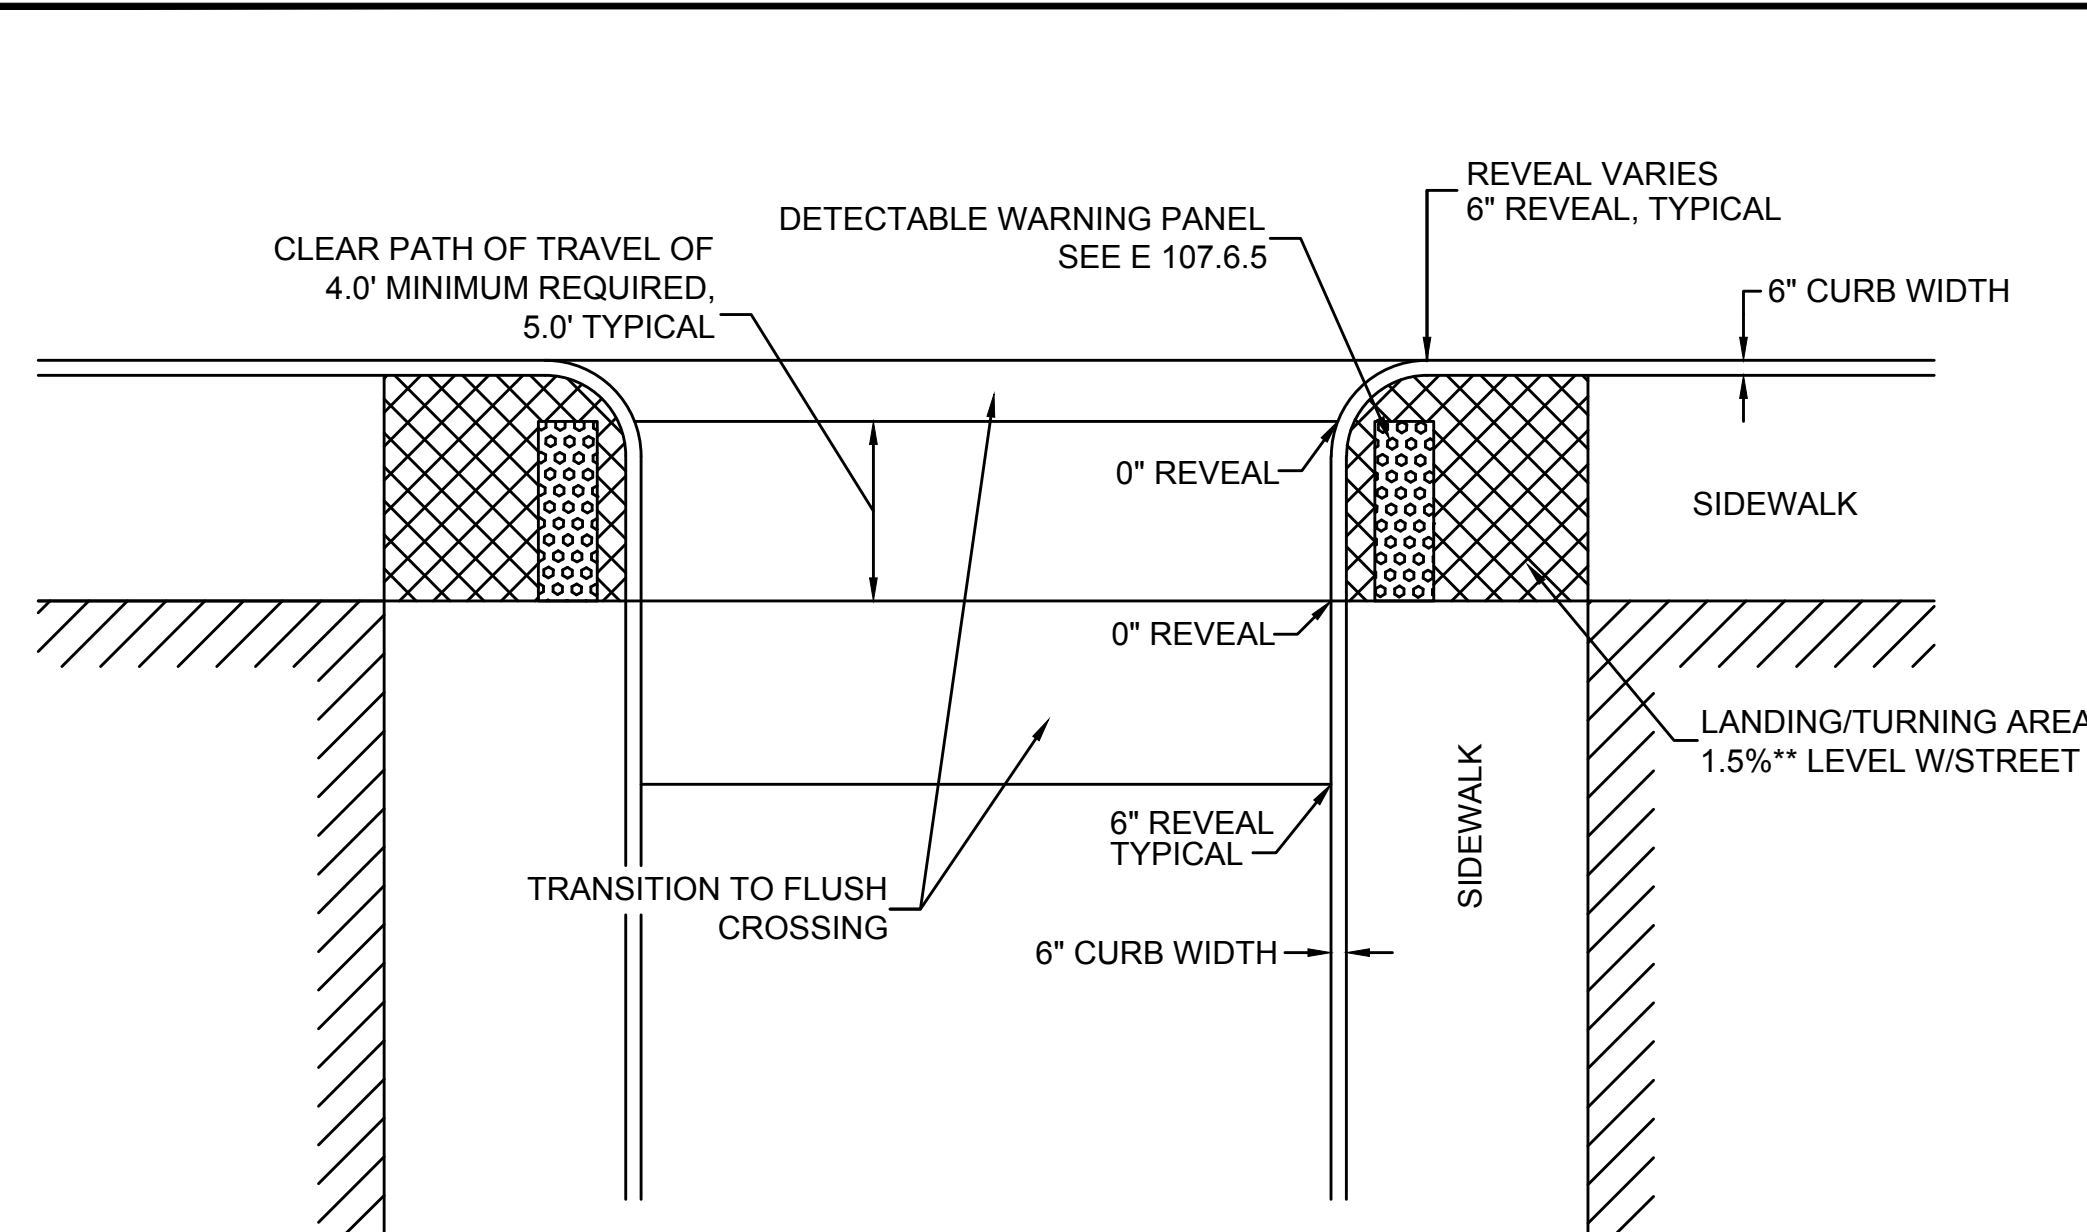 REVEAL VARIES
6" REVEAL, TYPICAL
DETECTABLE WARNING PANEL
SEE E 107.6.5
CLEAR PATH OF TRAVEL OF
4.0' MINIMUM REQUIRED,
5.0' TYPICAL
6" CURB WIDTH
0" REVEAL
SIDEWALK
0" REVEAL
LANDING/TURNING AREA
1.5%** LEVEL W/STREET
6" REVEAL
TYPICAL
SIDEWALK
TRANSITION TO FLUSH
CROSSING
6" CURB WIDTH